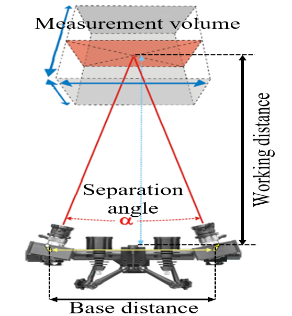 Measurement volume
Working distance
Separation
angle
α
Base distance